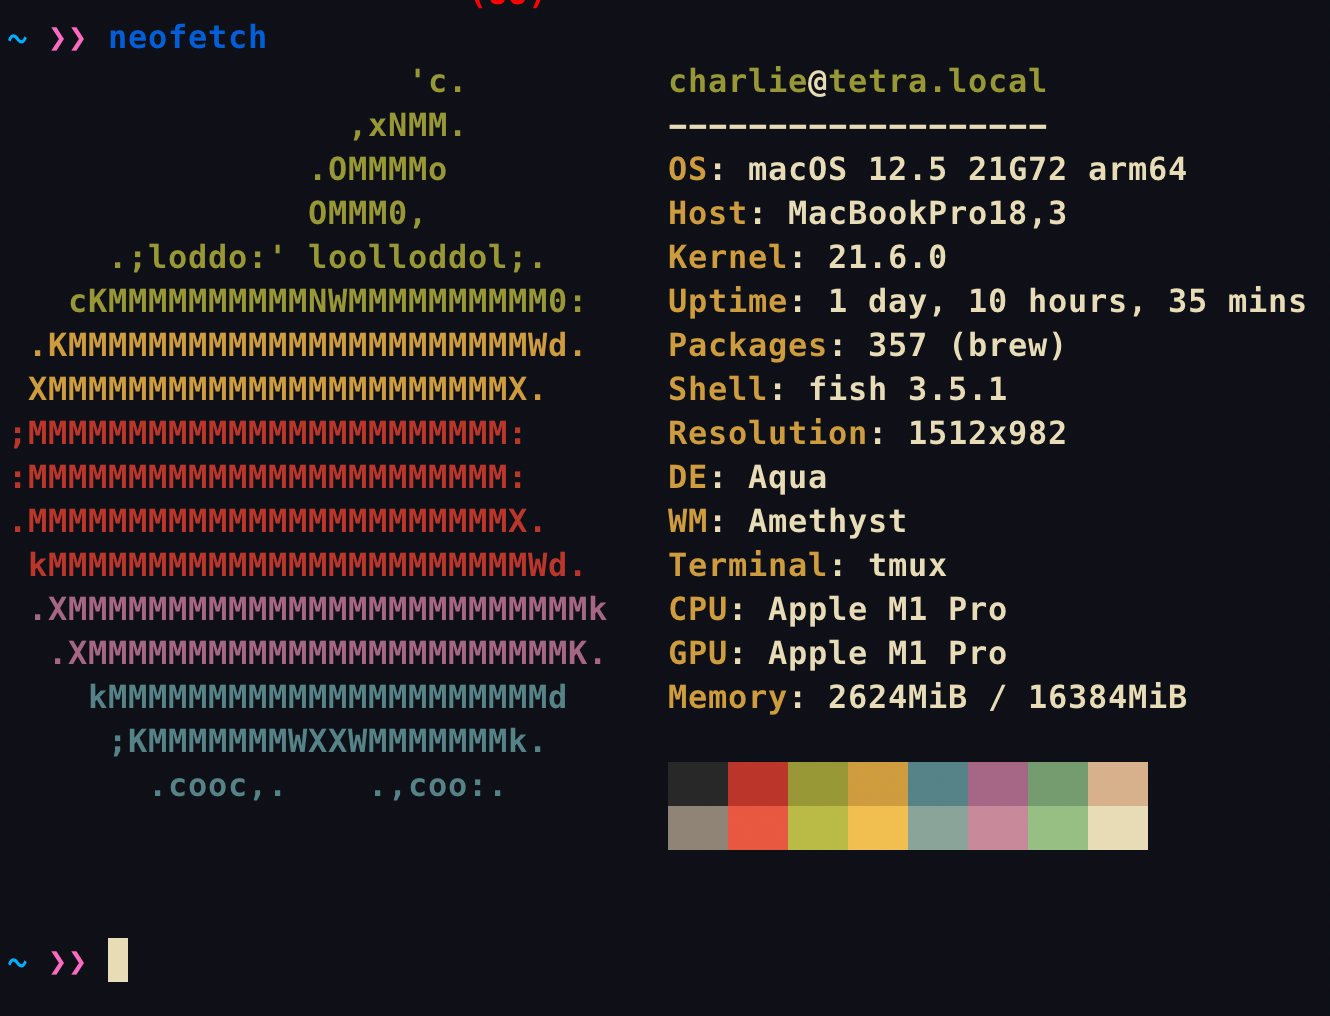 ~ ❯❯ neofetch
'c. charlie@tetra.local
,xNMM. -------------------
.OMMMMo OS: macOS 12.5 21G72 arm64
OMMM0, Host: MacBookPro18,3
.;loddo:' loolloddol;. Kernel: 21.6.0
cKMMMMMMMMMMNWMMMMMMMMMM0: Uptime: 1 day, 10 hours, 35 mins
.KMMMMMMMMMMMMMMMMMMMMMMMWd. Packages: 357 (brew)
XMMMMMMMMMMMMMMMMMMMMMMMX. Shell: fish 3.5.1
;MMMMMMMMMMMMMMMMMMMMMMMM: Resolution: 1512x982
:MMMMMMMMMMMMMMMMMMMMMMMM: DE: Aqua
.MMMMMMMMMMMMMMMMMMMMMMMMX. WM: Amethyst
kMMMMMMMMMMMMMMMMMMMMMMMMWd. Terminal: tmux
.XMMMMMMMMMMMMMMMMMMMMMMMMMMk CPU: Apple M1 Pro
.XMMMMMMMMMMMMMMMMMMMMMMMMK. GPU: Apple M1 Pro
kMMMMMMMMMMMMMMMMMMMMMMd Memory: 2624MiB / 16384MiB
;KMMMMMMMWXXWMMMMMMMk.
.cooc,. .,coo:.
~ ❯❯